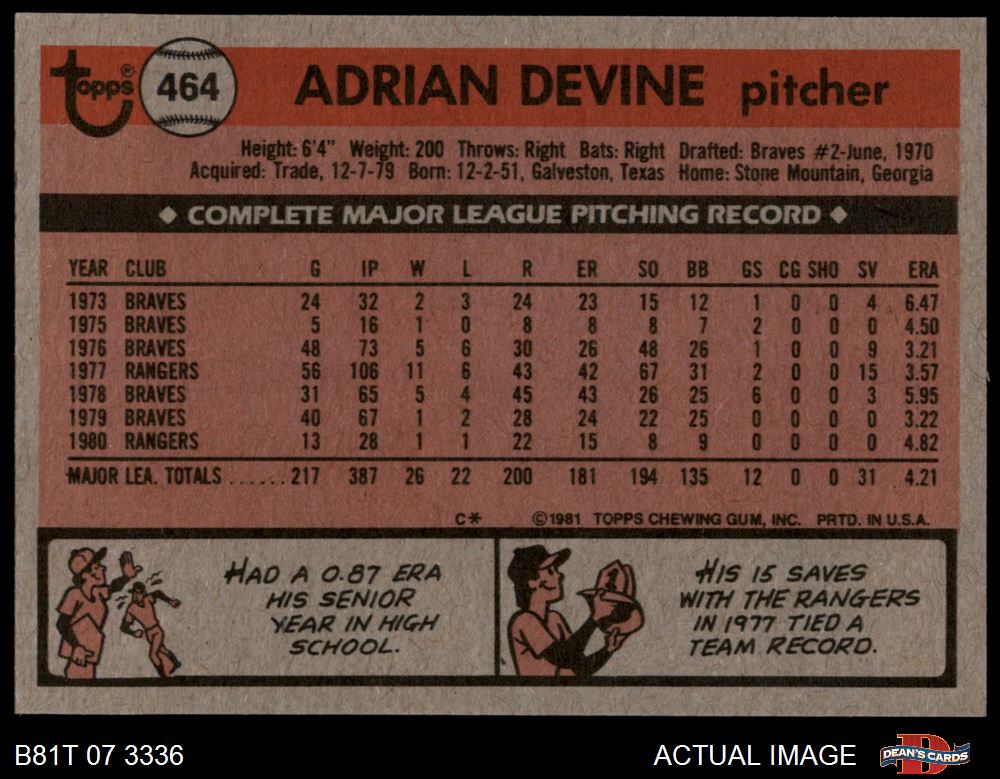 topps® 464 ADRIAN DEVINE pitcher
Height: 6'4" Weight: 200 Throws: Right Bats: Right Drafted: Braves #2-June, 1970
Acquired: Trade, 12-7-79 Born: 12-2-51, Galveston, Texas Home: Stone Mountain, Georgia
◆ COMPLETE MAJOR LEAGUE PITCHING RECORD ◆
YEAR CLUB G IP W L R ER SO BB GS CG SHO SV ERA
1973 BRAVES 24 32 2 3 24 23 15 12 1 0 0 4 6.47
1975 BRAVES 5 16 1 0 8 8 8 7 2 0 0 0 4.50
1976 BRAVES 48 73 5 6 30 26 48 26 1 0 0 9 3.21
1977 RANGERS 56 106 11 6 43 42 67 31 2 0 0 15 3.57
1978 BRAVES 31 65 5 4 45 43 26 25 6 0 0 3 5.95
1979 BRAVES 40 67 1 2 28 24 22 25 0 0 0 0 3.22
1980 RANGERS 13 28 1 1 22 15 8 9 0 0 0 0 4.82
MAJOR LEA. TOTALS ...... 217 387 26 22 200 181 194 135 12 0 0 31 4.21
C* ©1981 TOPPS CHEWING GUM, INC. PRTD. IN U.S.A.
HAD A 0.87 ERA
HIS SENIOR
YEAR IN HIGH
SCHOOL.
1
HIS 15 SAVES
WITH THE RANGERS
IN 1977 TIED A
TEAM RECORD.
B81T 07 3336 ACTUAL IMAGE DEAN'S CARDS